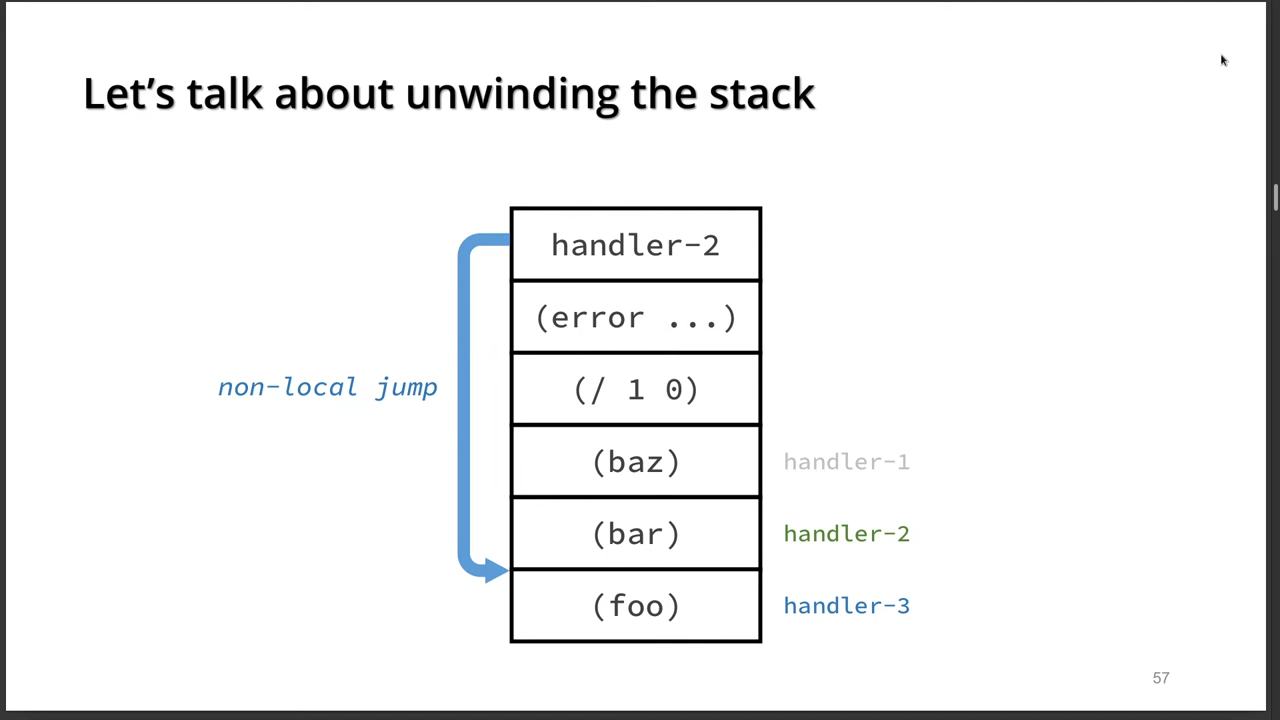 Let's talk about unwinding the stack
handler-2
(error ...)
non-local jump
(/ 1 0)
(baz)
handler-1
(bar)
handler-2
(foo)
handler-3
57